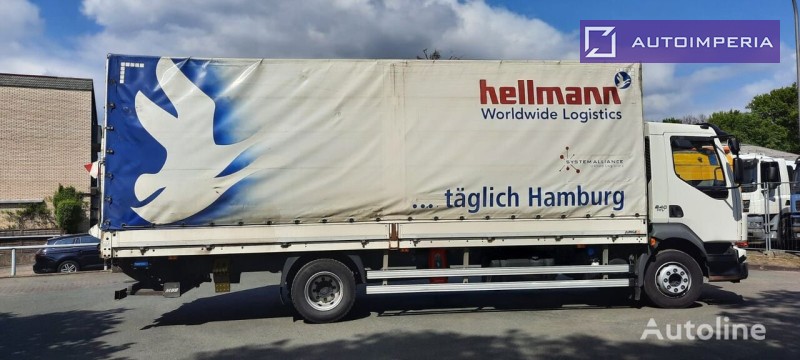 AUTOIMPERIA
hellmann
Worldwide Logistics
SYSTEM ALLIANCE
... täglich Hamburg
Autoline